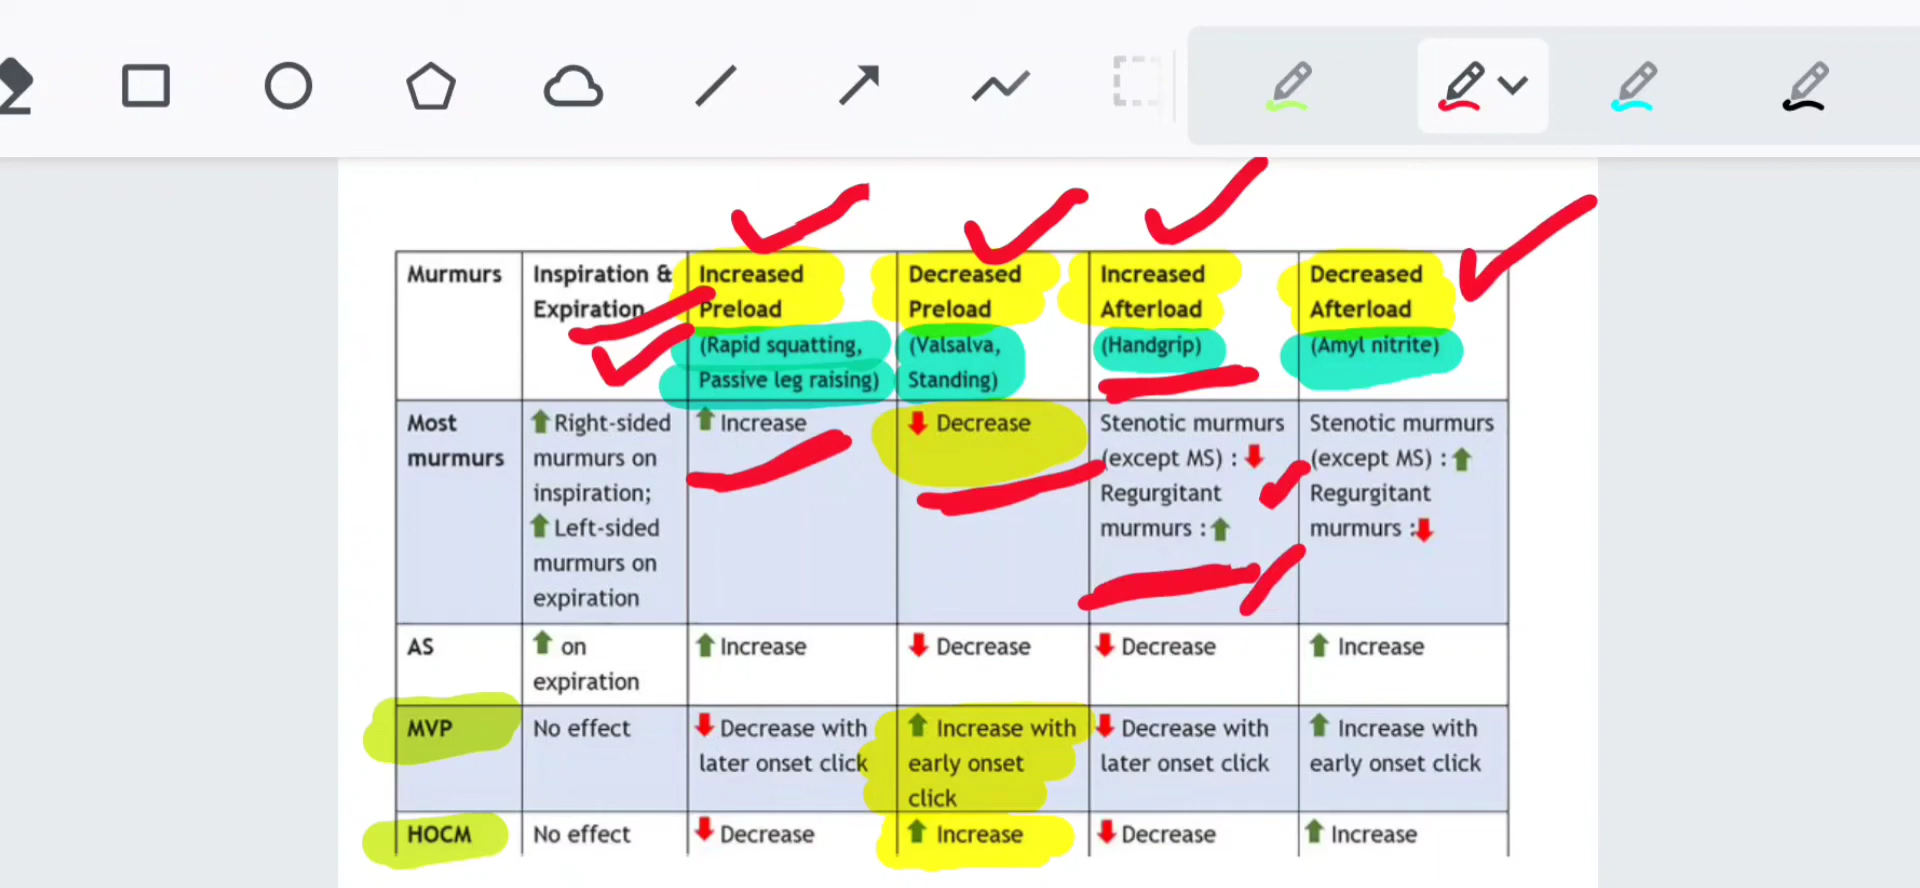 Murmurs
Inspiration &
Expiration
Increased
Preload
(Rapid squatting,
Passive leg raising)
Decreased
Preload
(Valsalva,
Standing)
Increased
Afterload
(Handgrip)
Decreased
Afterload
(Amyl nitrite)
Most
murmurs
Right-sided
murmurs on
inspiration;
Left-sided
murmurs on
expiration
Increase
Decrease
Stenotic murmurs
(except MS) :
Regurgitant
murmurs :
Stenotic murmurs
(except MS) :
Regurgitant
murmurs :
AS
on
expiration
Increase
Decrease
Decrease
Increase
MVP
No effect
Decrease with
later onset click
Increase with
early onset
click
Decrease with
later onset click
Increase with
early onset click
HOCM
No effect
Decrease
Increase
Decrease
Increase